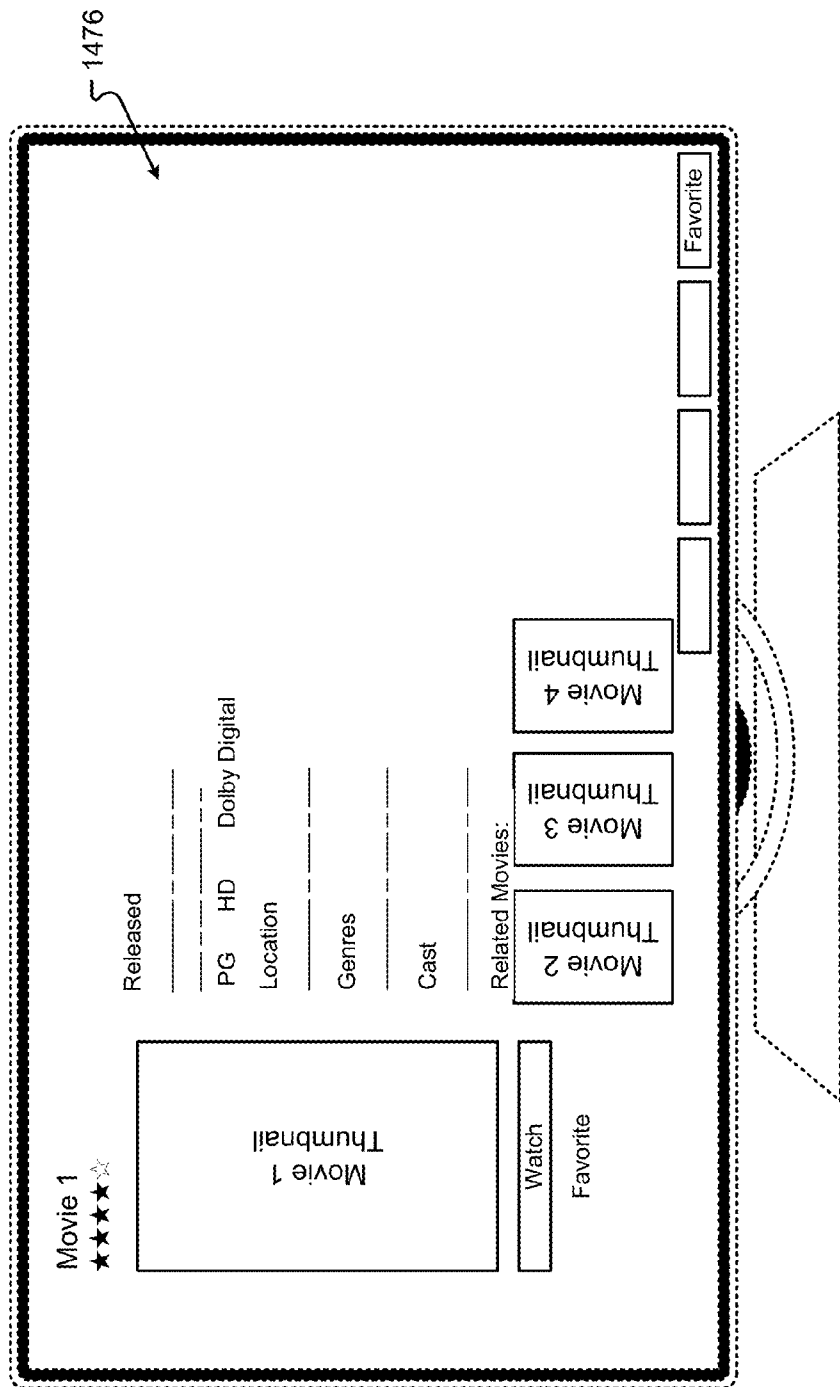 1476
Movie 1
★★★★☆
Movie 1
Thumbnail
Watch
Favorite
Released
PG HD Dolby Digital
Location
Genres
Cast
Related Movies:
Movie 2
Thumbnail
Movie 3
Thumbnail
Movie 4
Thumbnail
Favorite